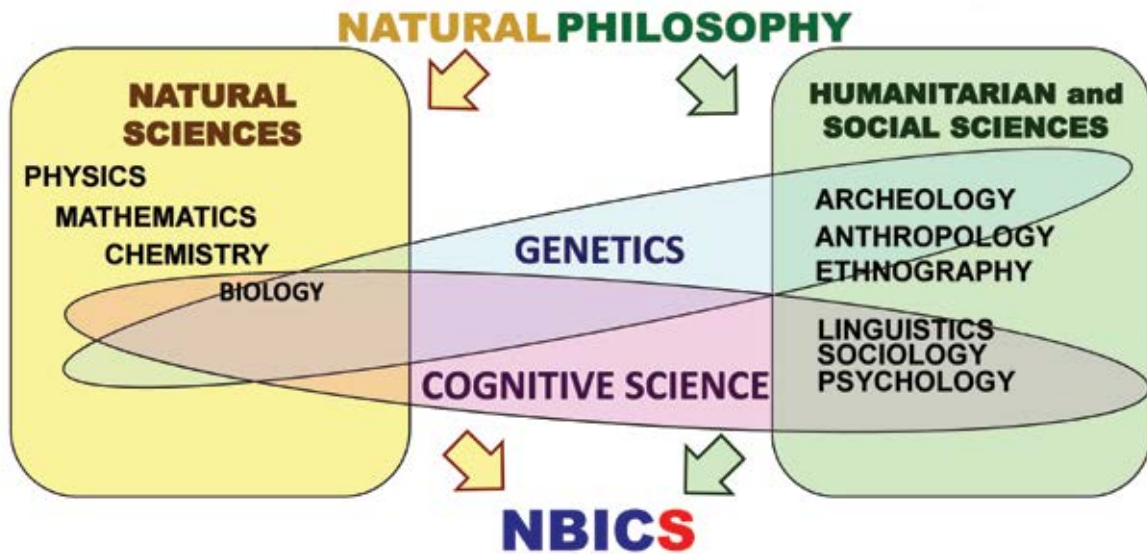 NATURAL PHILOSOPHY
NATURAL
SCIENCES
PHYSICS
MATHEMATICS
CHEMISTRY
BIOLOGY
GENETICS
COGNITIVE SCIENCE
HUMANITARIAN and
SOCIAL SCIENCES
ARCHEOLOGY
ANTHROPOLOGY
ETHNOGRAPHY
LINGUISTICS
SOCIOLOGY
PSYCHOLOGY
NBICS